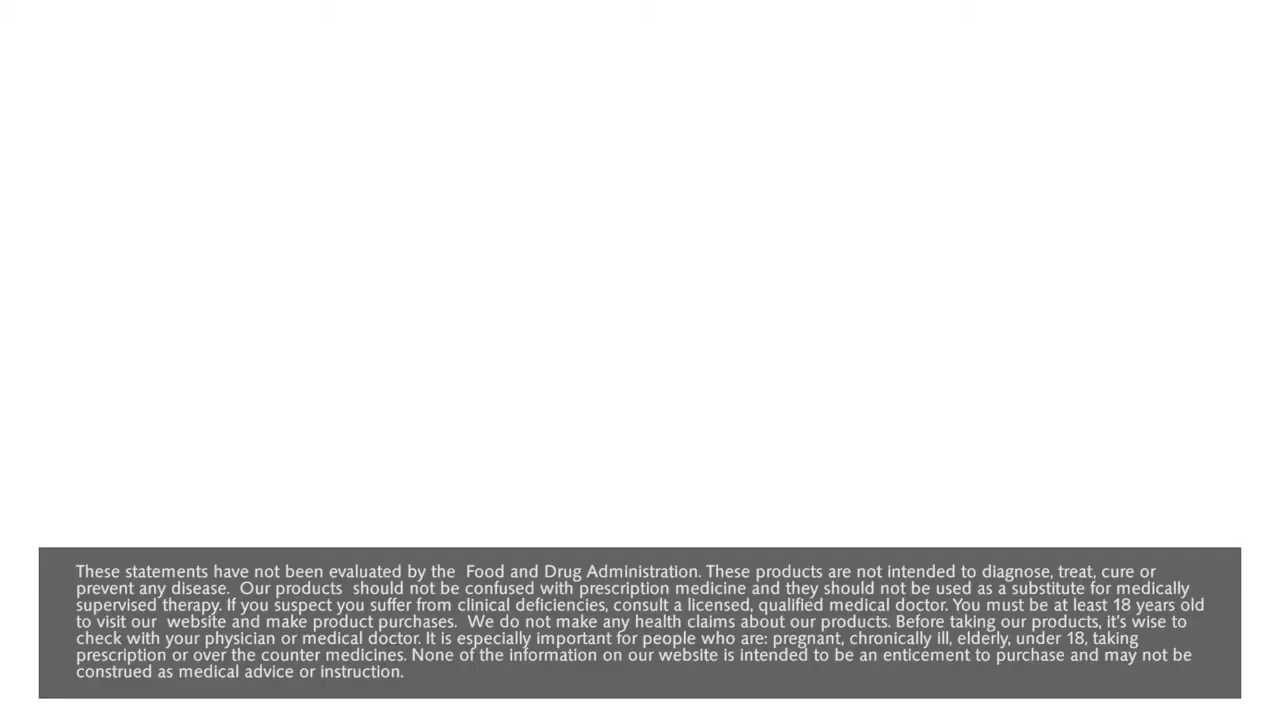 These statements have not been evaluated by the  Food and Drug Administration. These products are not intended to diagnose, treat, cure or
prevent any disease.  Our products  should not be confused with prescription medicine and they should not be used as a substitute for medically
supervised therapy. If you suspect you suffer from clinical deficiencies, consult a licensed, qualified medical doctor. You must be at least 18 years old
to visit our  website and make product purchases.  We do not make any health claims about our products. Before taking our products, it's wise to
check with your physician or medical doctor. It is especially important for people who are: pregnant, chronically ill, elderly, under 18, taking
prescription or over the counter medicines. None of the information on our website is intended to be an enticement to purchase and may not be
construed as medical advice or instruction.